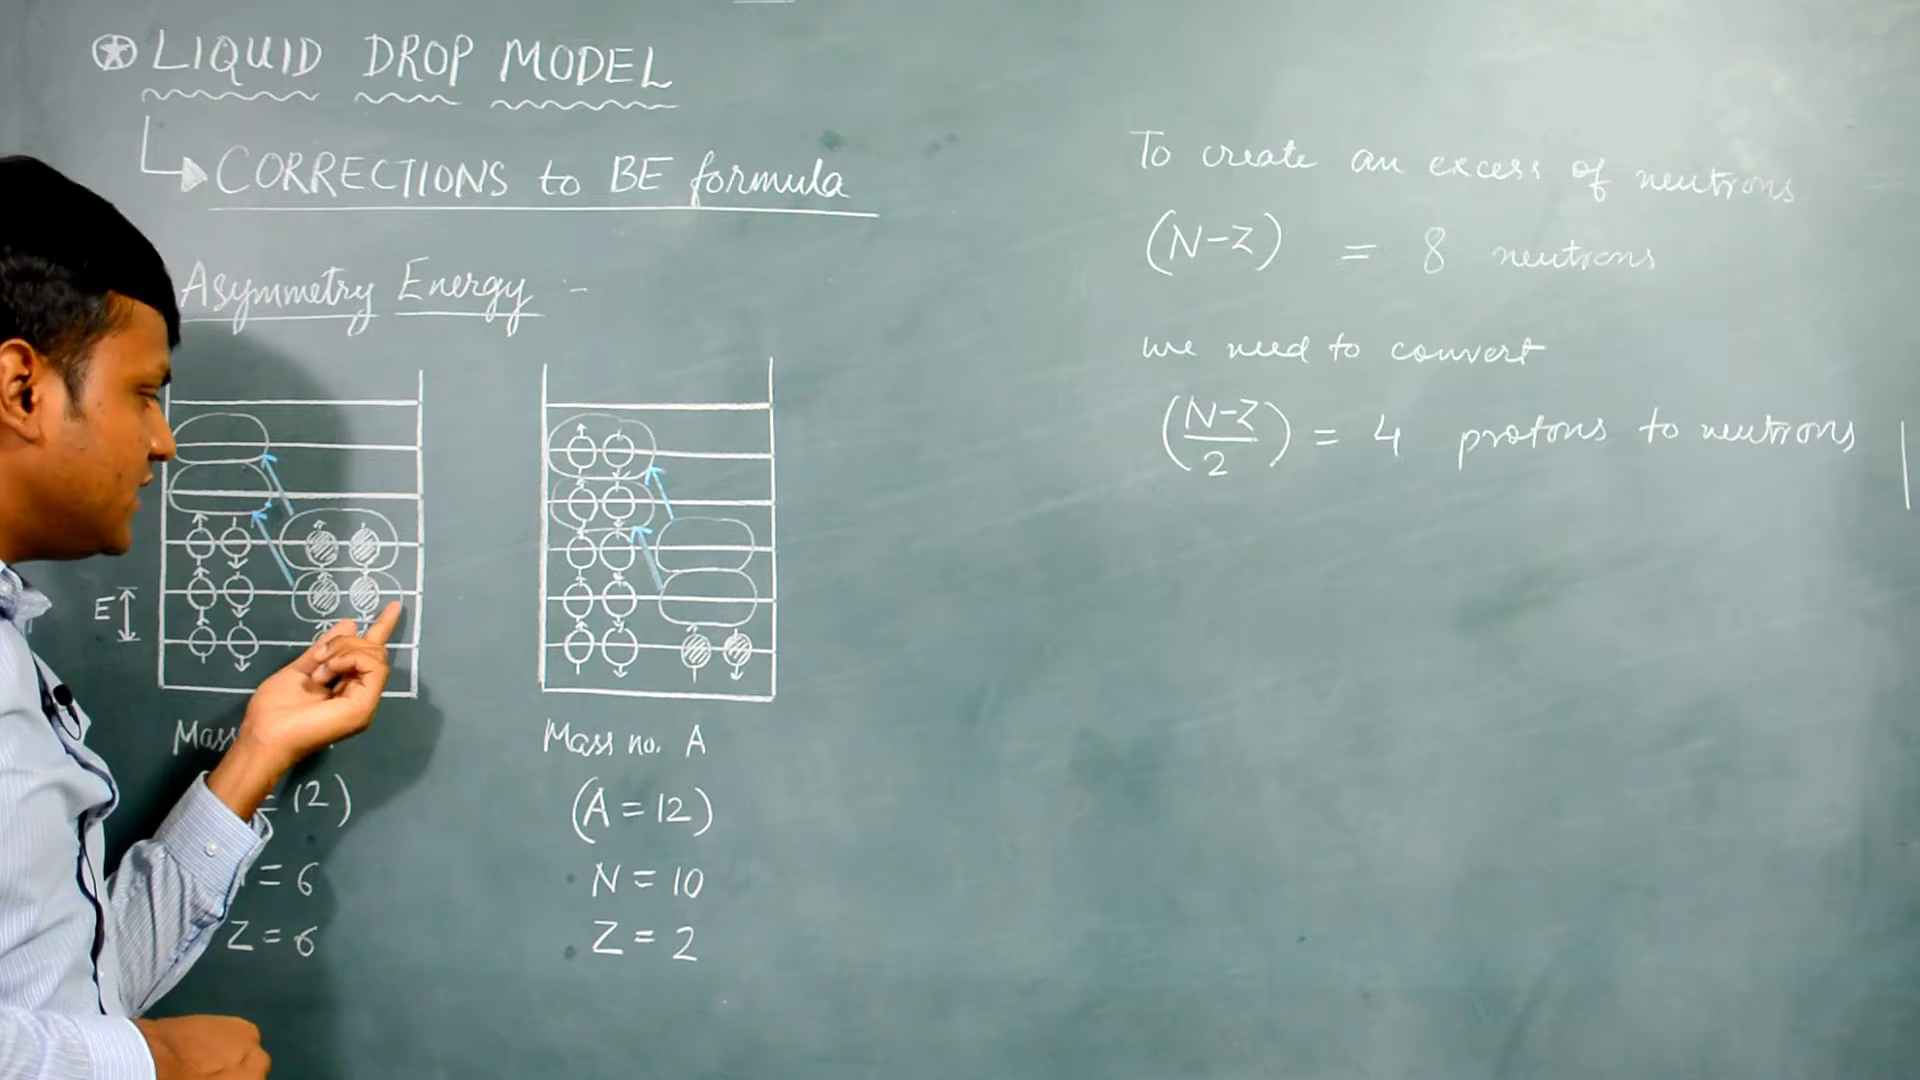 LIQUID DROP MODEL
CORRECTIONS to BE formula
Asymmetry Energy -
E
Mass
= 12)
= 6
Z = 6
Mass no. A
(A = 12)
N = 10
Z = 2
To create an excess of neutrons
(N-Z) = 8 neutrons
we need to convert
(N-Z/2) = 4 protons to neutrons